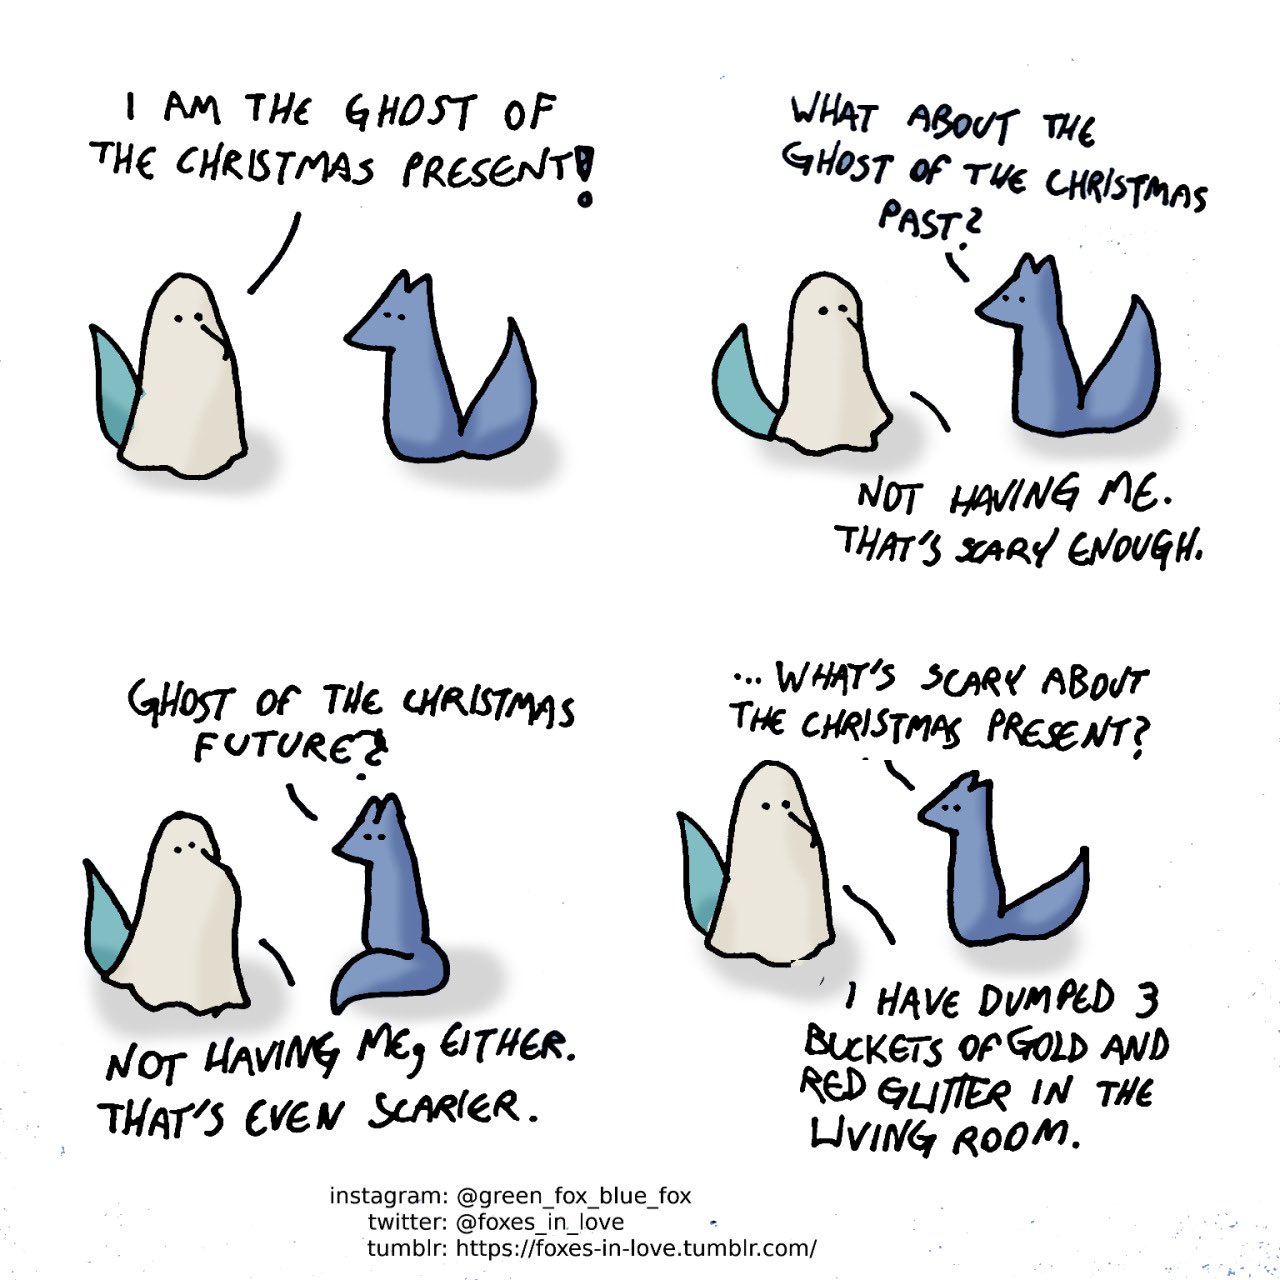 I AM THE GHOST OF
THE CHRISTMAS PRESENT!
WHAT ABOUT THE
GHOST OF THE CHRISTMAS
PAST?
NOT HAVING ME.
THAT'S SCARY ENOUGH.
GHOST OF THE CHRISTMAS
FUTURE?
NOT HAVING ME, EITHER.
THAT'S EVEN SCARIER.
...WHAT'S SCARY ABOUT
THE CHRISTMAS PRESENT?
I HAVE DUMPED 3
BUCKETS OF GOLD AND
RED GLITTER IN THE
LIVING ROOM.
instagram: @green_fox_blue_fox
twitter: @foxes_in_love
tumblr: https://foxes-in-love.tumblr.com/